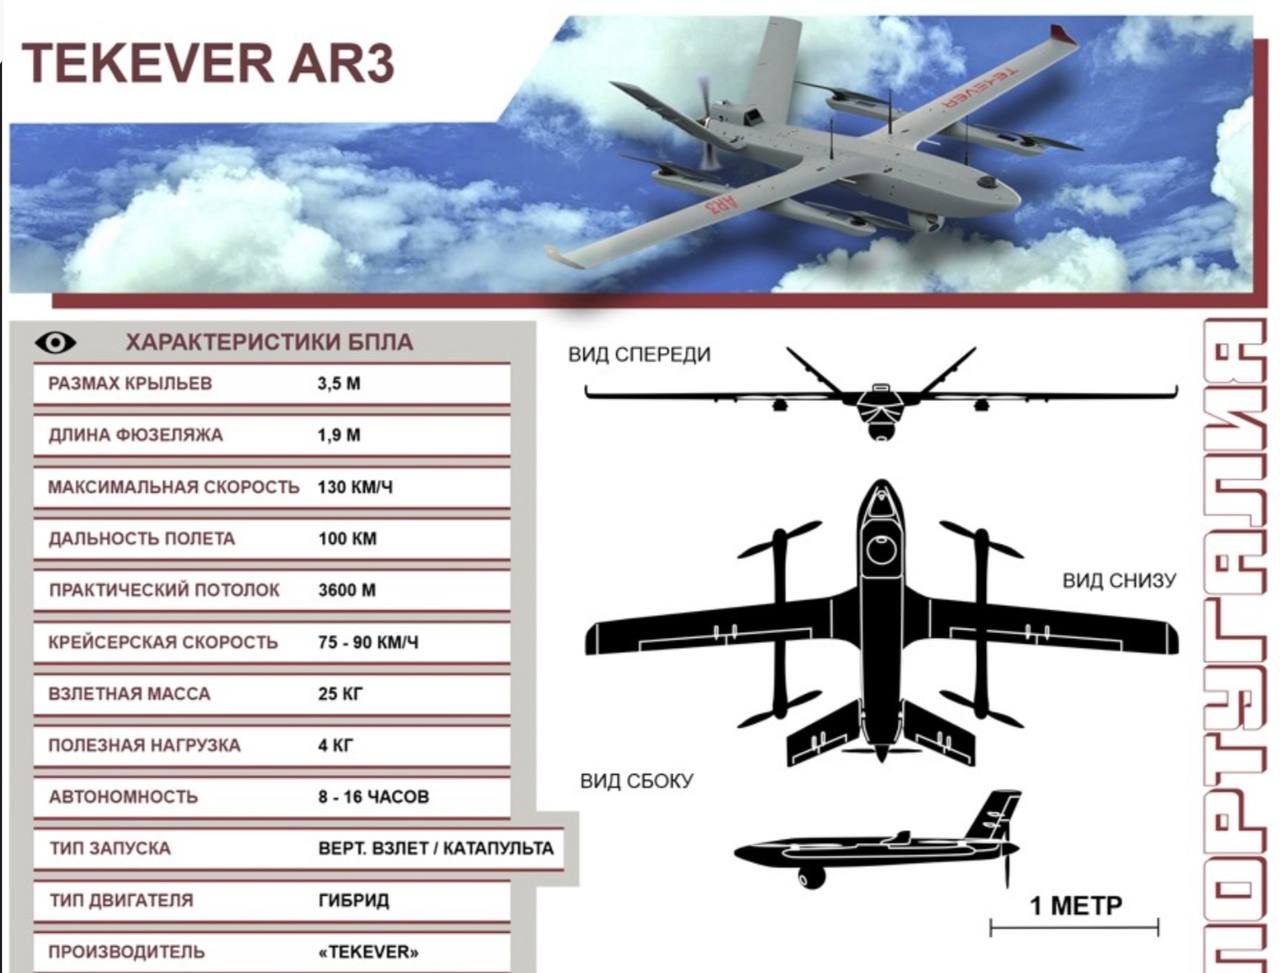 TEKEVER AR3
TEKEVER
AR3
ХАРАКТЕРИСТИКИ БПЛА
РАЗМАХ КРЫЛЬЕВ 3,5 М
ДЛИНА ФЮЗЕЛЯЖА 1,9 М
МАКСИМАЛЬНАЯ СКОРОСТЬ 130 КМ/Ч
ДАЛЬНОСТЬ ПОЛЕТА 100 КМ
ПРАКТИЧЕСКИЙ ПОТОЛОК 3600 М
КРЕЙСЕРСКАЯ СКОРОСТЬ 75 - 90 КМ/Ч
ВЗЛЕТНАЯ МАССА 25 КГ
ПОЛЕЗНАЯ НАГРУЗКА 4 КГ
АВТОНОМНОСТЬ 8 - 16 ЧАСОВ
ТИП ЗАПУСКА ВЕРТ. ВЗЛЕТ / КАТАПУЛЬТА
ТИП ДВИГАТЕЛЯ ГИБРИД
ПРОИЗВОДИТЕЛЬ «TEKEVER»
ВИД СПЕРЕДИ
ВИД СНИЗУ
ВИД СБОКУ
1 МЕТР
ПОРТУГАЛИЯ